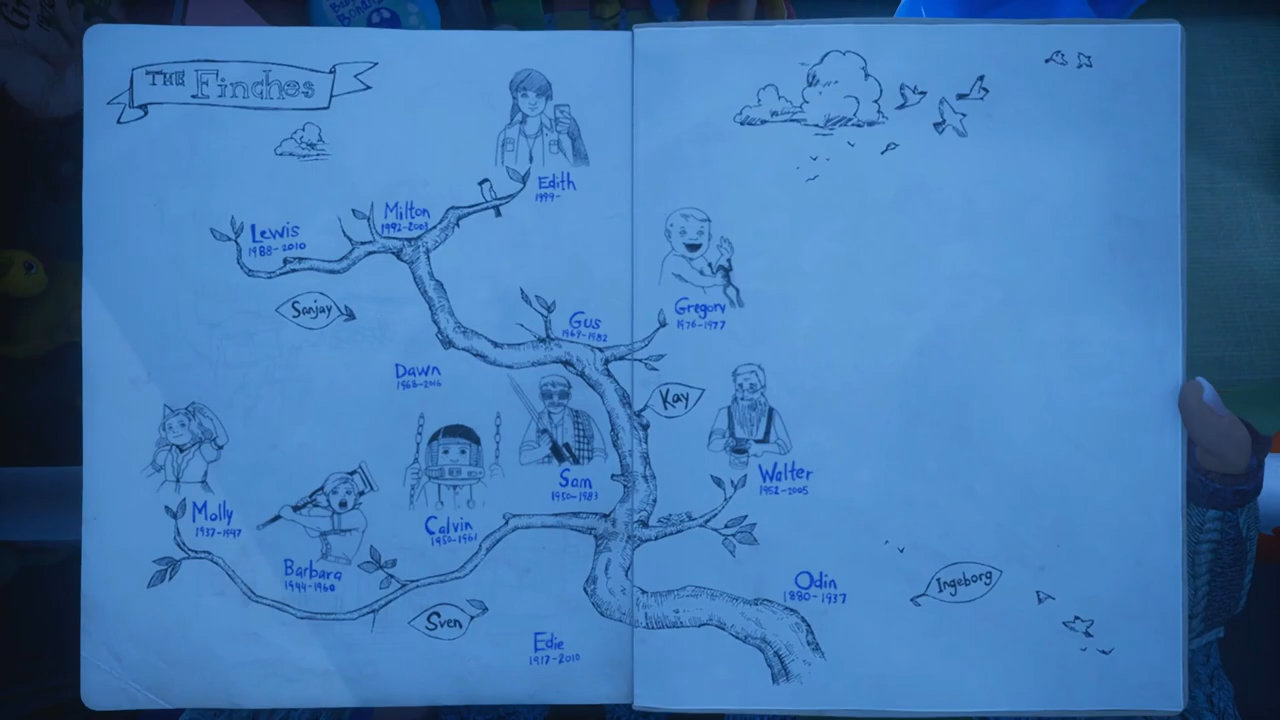 THE Finches
Edith
1999-
Milton
1992-2003
Lewis
1988-2010
Sanjay
Gregory
1976-1977
Gus
1969-1982
Dawn
1968-2016
Kay
Sam
1950-1983
Walter
1952-2005
Molly
1937-1947
Calvin
1950-1961
Barbara
1944-1960
Odin
1880-1937
Ingeborg
Sven
Edie
1917-2010